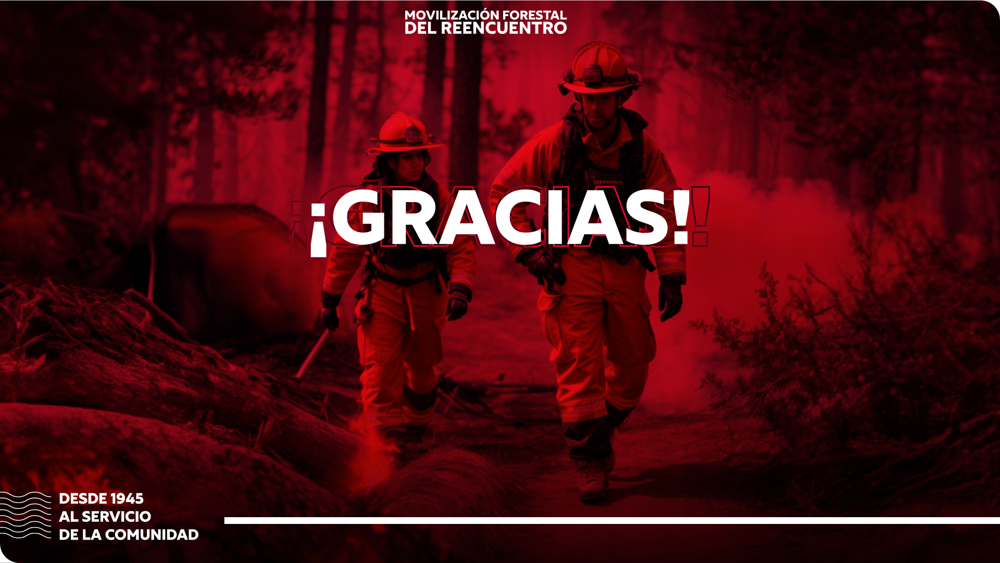 MOVILIZACIÓN FORESTAL
DEL REENCUENTRO
¡GRACIAS!
DESDE 1945
AL SERVICIO
DE LA COMUNIDAD